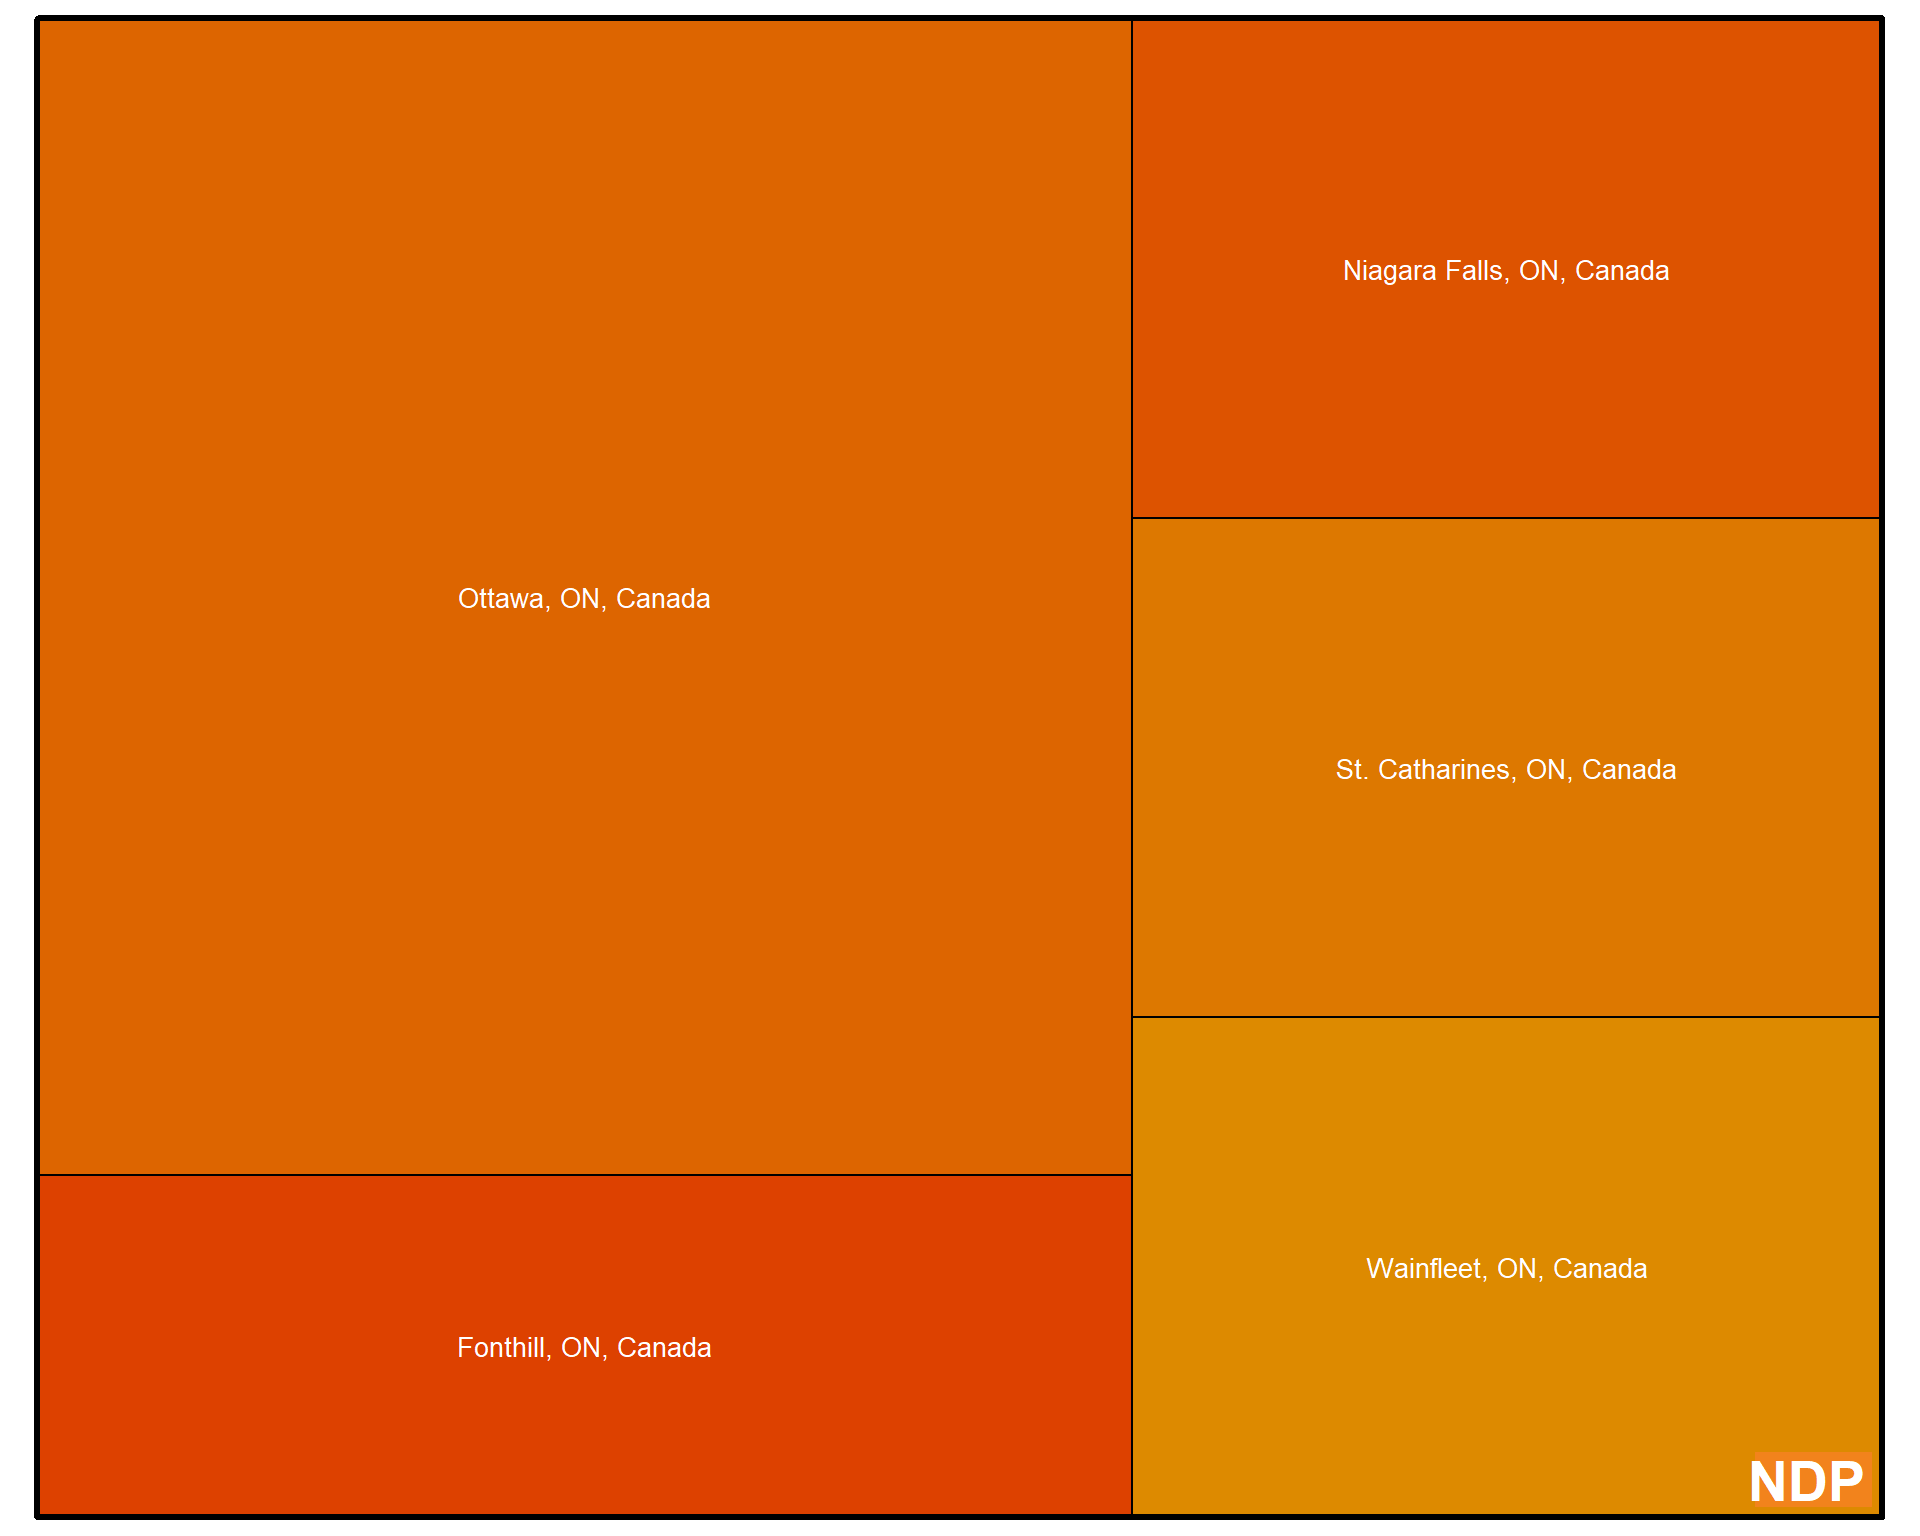 Ottawa, ON, Canada
Fonthill, ON, Canada
Niagara Falls, ON, Canada
St. Catharines, ON, Canada
Wainfleet, ON, Canada
NDP